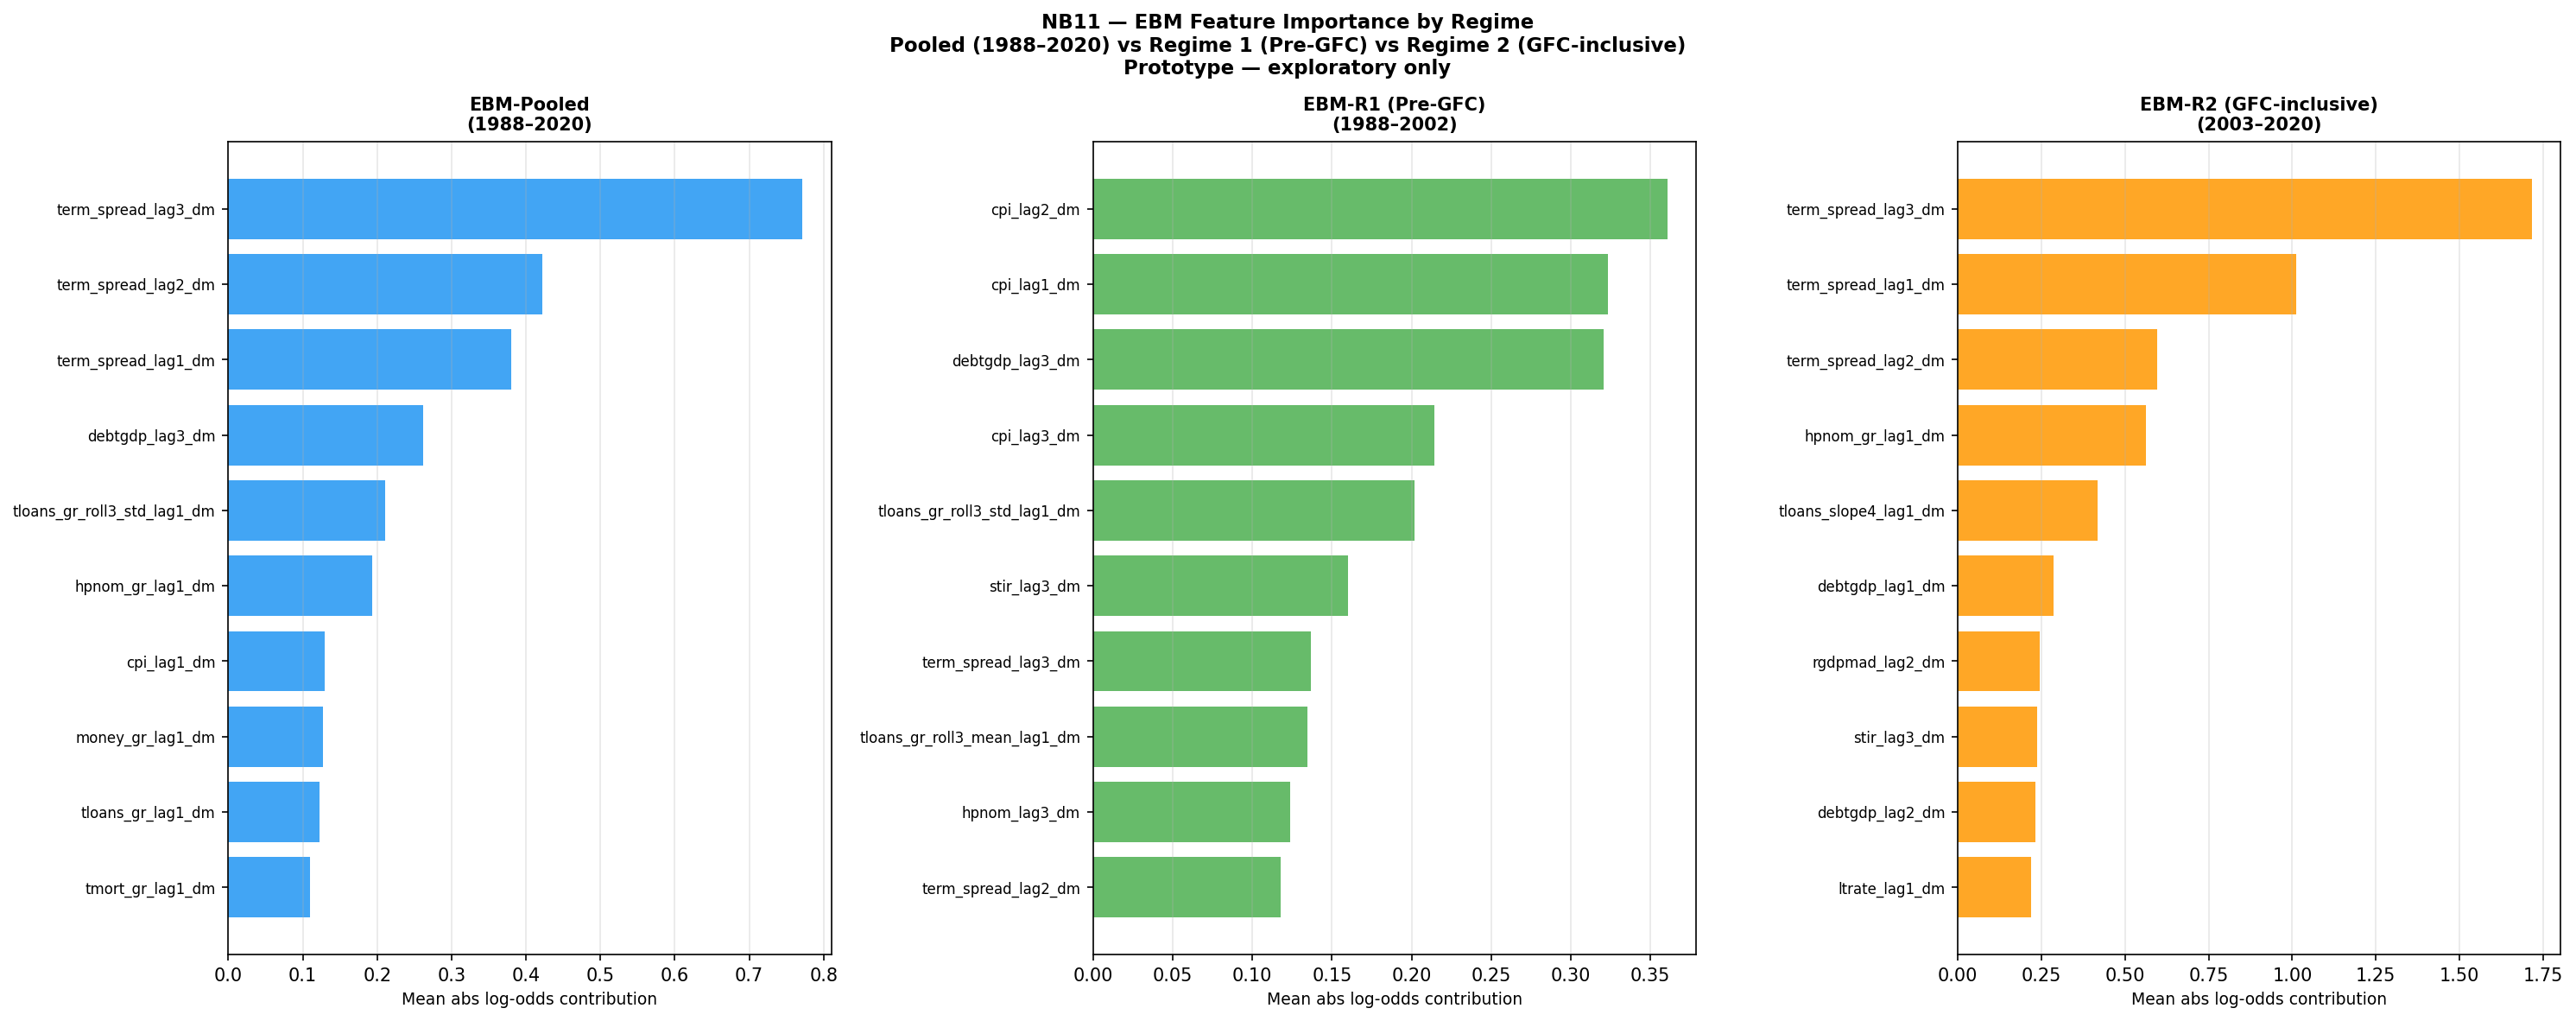 NB11 — EBM Feature Importance by Regime
Pooled (1988–2020) vs Regime 1 (Pre-GFC) vs Regime 2 (GFC-inclusive)
Prototype — exploratory only
EBM-Pooled
(1988–2020)
term_spread_lag3_dm
term_spread_lag2_dm
term_spread_lag1_dm
debtgdp_lag3_dm
tloans_gr_roll3_std_lag1_dm
hpnom_gr_lag1_dm
cpi_lag1_dm
money_gr_lag1_dm
tloans_gr_lag1_dm
tmort_gr_lag1_dm
0.0 0.1 0.2 0.3 0.4 0.5 0.6 0.7 0.8
Mean abs log-odds contribution
EBM-R1 (Pre-GFC)
(1988–2002)
cpi_lag2_dm
cpi_lag1_dm
debtgdp_lag3_dm
cpi_lag3_dm
tloans_gr_roll3_std_lag1_dm
stir_lag3_dm
term_spread_lag3_dm
tloans_gr_roll3_mean_lag1_dm
hpnom_lag3_dm
term_spread_lag2_dm
0.00 0.05 0.10 0.15 0.20 0.25 0.30 0.35
Mean abs log-odds contribution
EBM-R2 (GFC-inclusive)
(2003–2020)
term_spread_lag3_dm
term_spread_lag1_dm
term_spread_lag2_dm
hpnom_gr_lag1_dm
tloans_slope4_lag1_dm
debtgdp_lag1_dm
rgdpmad_lag2_dm
stir_lag3_dm
debtgdp_lag2_dm
ltrate_lag1_dm
0.00 0.25 0.50 0.75 1.00 1.25 1.50 1.75
Mean abs log-odds contribution